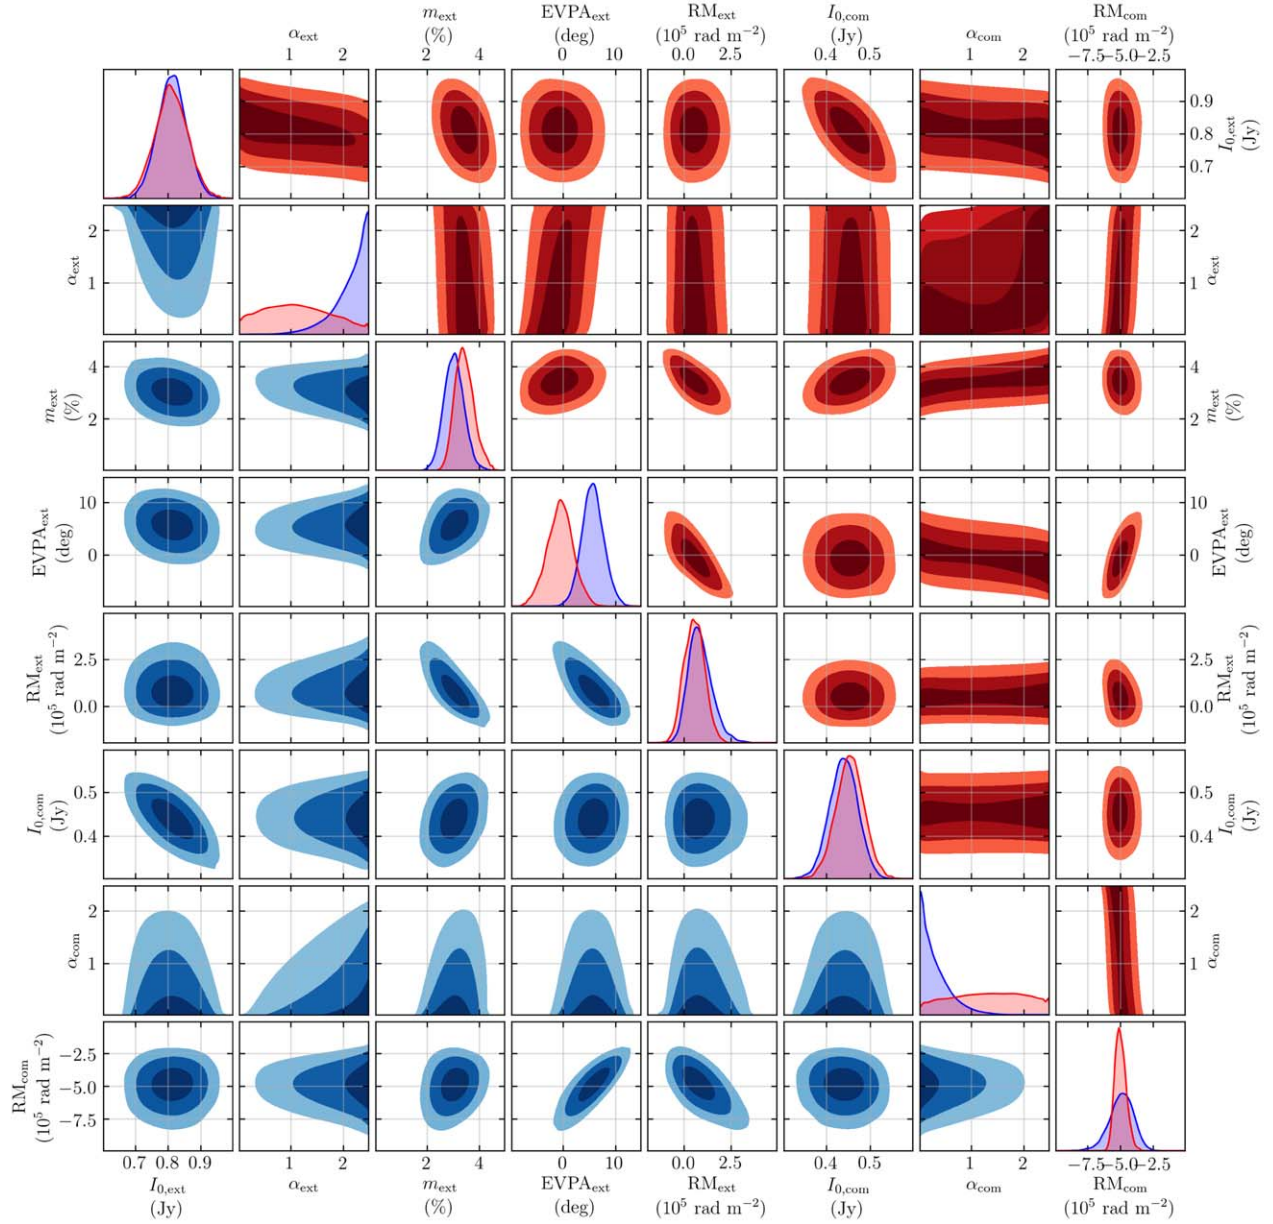 α_ext
m_ext
(%)
EVPA_ext
(deg)
RM_ext
(10^5 rad m^−2)
I_0,com
(Jy)
α_com
RM_com
(10^5 rad m^−2)
1 2
2 4
0 10
0.0 2.5
0.4 0.5
1 2
−7.5 −5.0 −2.5
0.9
0.8
0.7
I_0,ext
(Jy)
α_ext
2
1
2
1
α_ext
m_ext
(%)
4
2
4
2
m_ext
(%)
EVPA_ext
(deg)
10
0
10
0
EVPA_ext
(deg)
RM_ext
(10^5 rad m^−2)
2.5
0.0
2.5
0.0
RM_ext
(10^5 rad m^−2)
I_0,com
(Jy)
0.5
0.4
0.5
0.4
I_0,com
(Jy)
α_com
2
1
2
1
α_com
RM_com
(10^5 rad m^−2)
−2.5
−5.0
−7.5
0.7 0.8 0.9
1 2
2 4
0 10
0.0 2.5
0.4 0.5
1 2
−7.5 −5.0 −2.5
I_0,ext
(Jy)
α_ext
m_ext
(%)
EVPA_ext
(deg)
RM_ext
(10^5 rad m^−2)
I_0,com
(Jy)
α_com
RM_com
(10^5 rad m^−2)